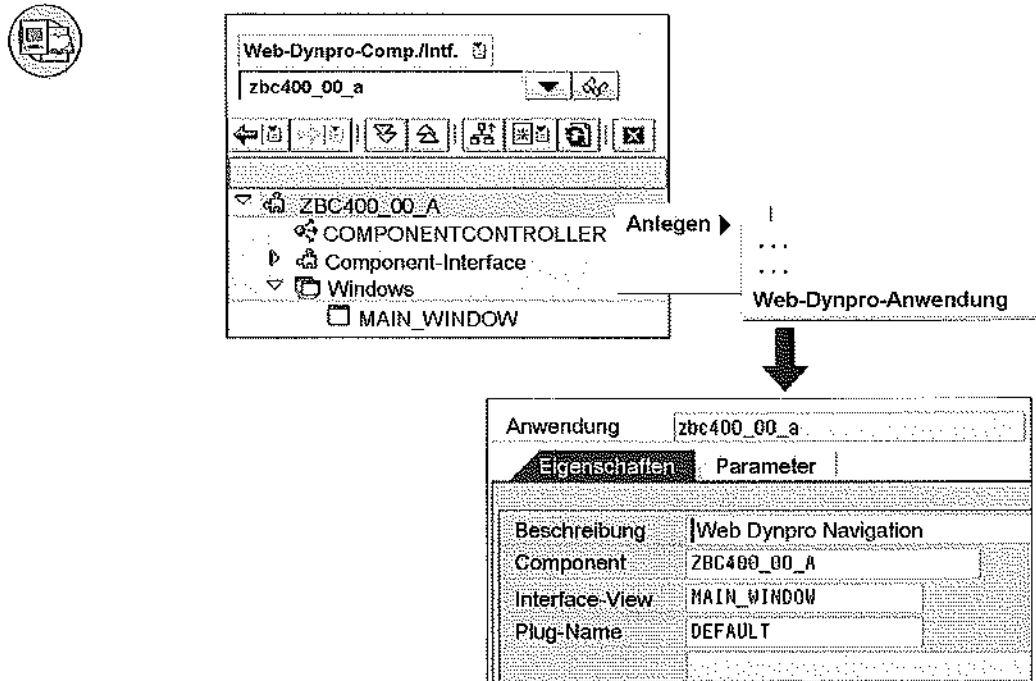 Web-Dynpro-Comp./Intf.
zbc400_00_a
ZBC400_00_A
COMPONENTCONTROLLER
Component-Interface
Windows
MAIN_WINDOW
Anlegen
...
...
Web-Dynpro-Anwendung
Anwendung zbc400_00_a
Eigenschaften Parameter
Beschreibung Web Dynpro Navigation
Component ZBC400_00_A
Interface-View MAIN_WINDOW
Plug-Name DEFAULT